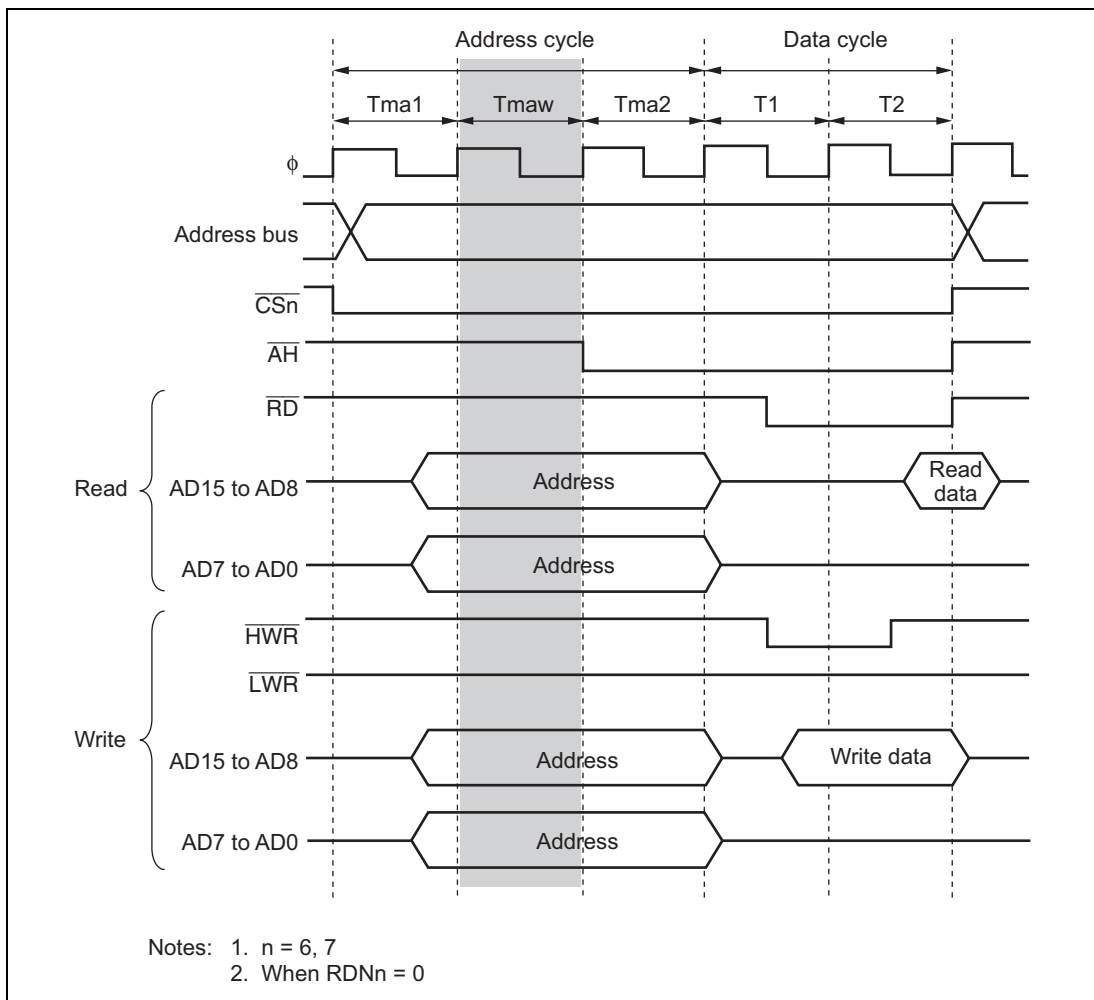 Address cycle Data cycle
Tma1 Tmaw Tma2 T1 T2
ϕ
Address bus
CSn
AH
RD
Read
AD15 to AD8 Address Read data
AD7 to AD0 Address
HWR
LWR
Write
AD15 to AD8 Address Write data
AD7 to AD0 Address
Notes: 1. n = 6, 7
2. When RDNn = 0